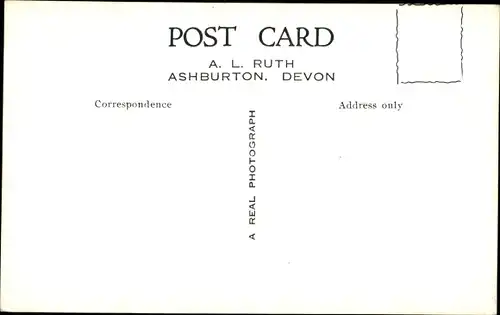 POST CARD
A. L. RUTH
ASHBURTON, DEVON
Correspondence
Address only
A REAL PHOTOGRAPH